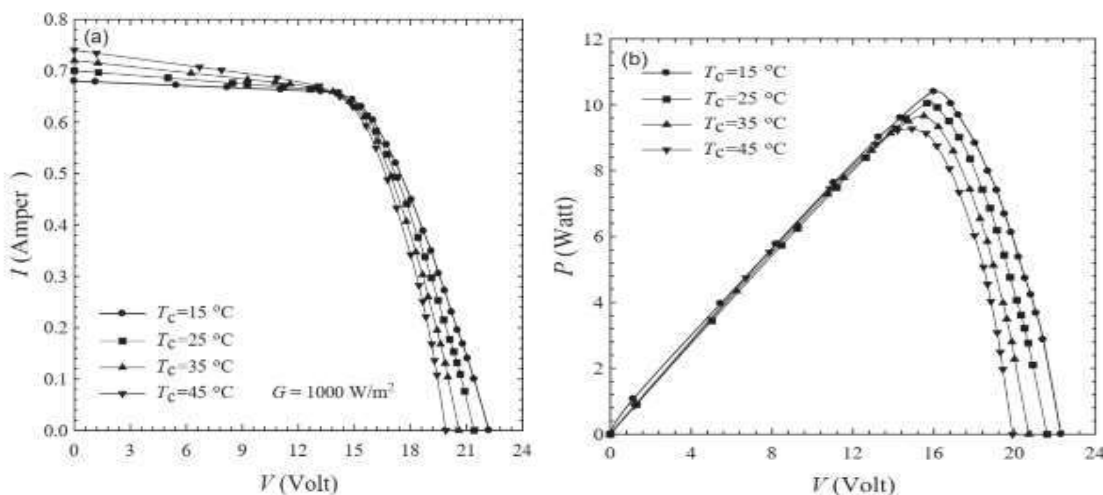 (a)
0.8
0.7
0.6
0.5
0.4
0.3
0.2
0.1
0.0
I (Amper)
T_c=15 °C
T_c=25 °C
T_c=35 °C
T_c=45 °C
G = 1000 W/m²
0 3 6 9 12 15 18 21 24
V (Volt)
(b)
12
10
8
6
4
2
0
P (Watt)
T_c=15 °C
T_c=25 °C
T_c=35 °C
T_c=45 °C
0 4 8 12 16 20 24
V (Volt)